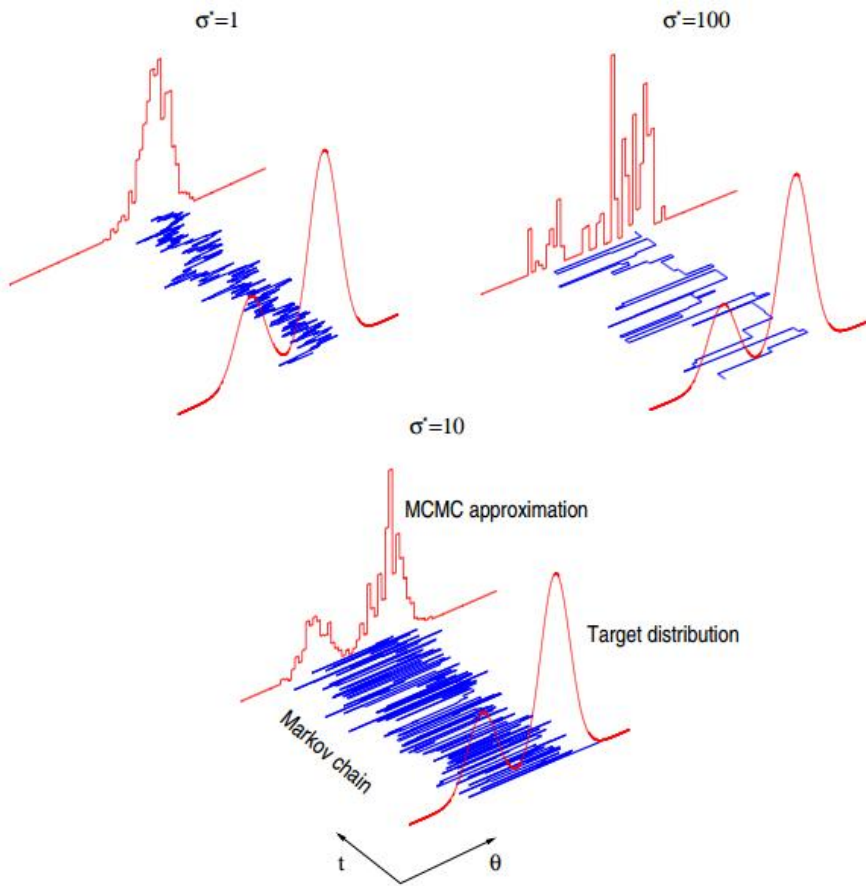 σ*=1
σ*=100
σ*=10
MCMC approximation
Target distribution
Markov chain
t
θ